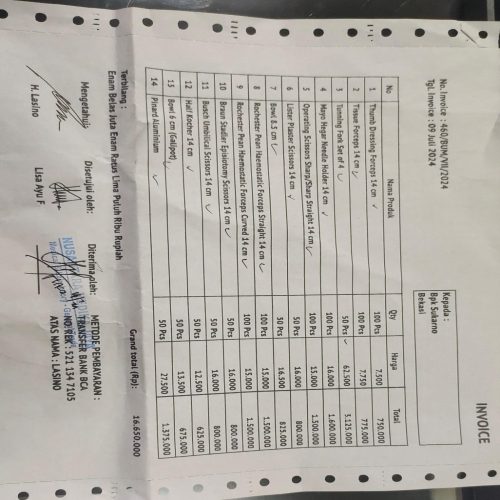 INVOICE
No. Invoice : 460/BUM/VII/2024
Tgl. Invoice : 09 Juli 2024
Kepada :
Bpk Sukarno
Bekasi
No Nama Produk Qty Harga Total
1 Thumb Dressing Forceps 14 cm 100 Pcs 7.500 750.000
2 Tissue Forceps 14 cm 100 Pcs 7.750 775.000
3 Tunning Fork Set of 4 50 Pcs 62.500 3.125.000
4 Mayo Hegar Needle Holder 14 cm 100 Pcs 16.000 1.600.000
5 Operating Scissors Sharp/Sharp Straight 14 cm 100 Pcs 15.000 1.500.000
6 Lister Plaster Scissors 14 cm 50 Pcs 16.000 800.000
7 Bowl 8.5 cm 50 Pcs 16.500 825.000
8 Rochester Pean Haenostatic Forceps Straight 14 cm 100 Pcs 15.000 1.500.000
9 Rochester Pean Haemostatic Forceps Curved 14 cm 100 Pcs 15.000 1.500.000
10 Braun Stadler Episiotomy Scissors 14 cm 50 Pcs 16.000 800.000
11 Busch Umbilical Scissors 14 cm 50 Pcs 16.000 800.000
12 Half Kocher 14 cm 50 Pcs 12.500 625.000
13 Bowl 6 cm (Gallipot) 50 Pcs 13.500 675.000
14 Pinard Aluminium 50 Pcs 27.500 1.375.000
Grand total (Rp): 16.650.000
Terbilang :
Enam Belas Juta Enam Ratus Lima Puluh Ribu Rupiah
Mengetahui: Disetujui oleh: Diterima oleh: METODE PEMBAYARAN :
TRANSFER BANK BCA
NO. REK : 521 134 7105
H. Lasino Lisa Ayu F ATAS NAMA : LASINO